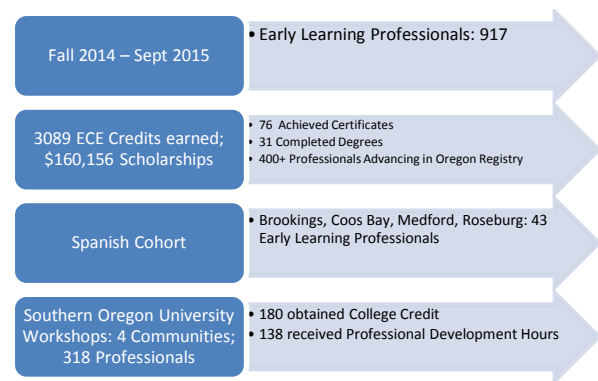 Fall 2014 – Sept 2015
• Early Learning Professionals: 917
3089 ECE Credits earned;
$160,156 Scholarships
• 76 Achieved Certificates
• 31 Completed Degrees
• 400+ Professionals Advancing in Oregon Registry
Spanish Cohort
• Brookings, Coos Bay, Medford, Roseburg: 43
Early Learning Professionals
Southern Oregon University
Workshops: 4 Communities;
318 Professionals
• 180 obtained College Credit
• 138 received Professional Development Hours